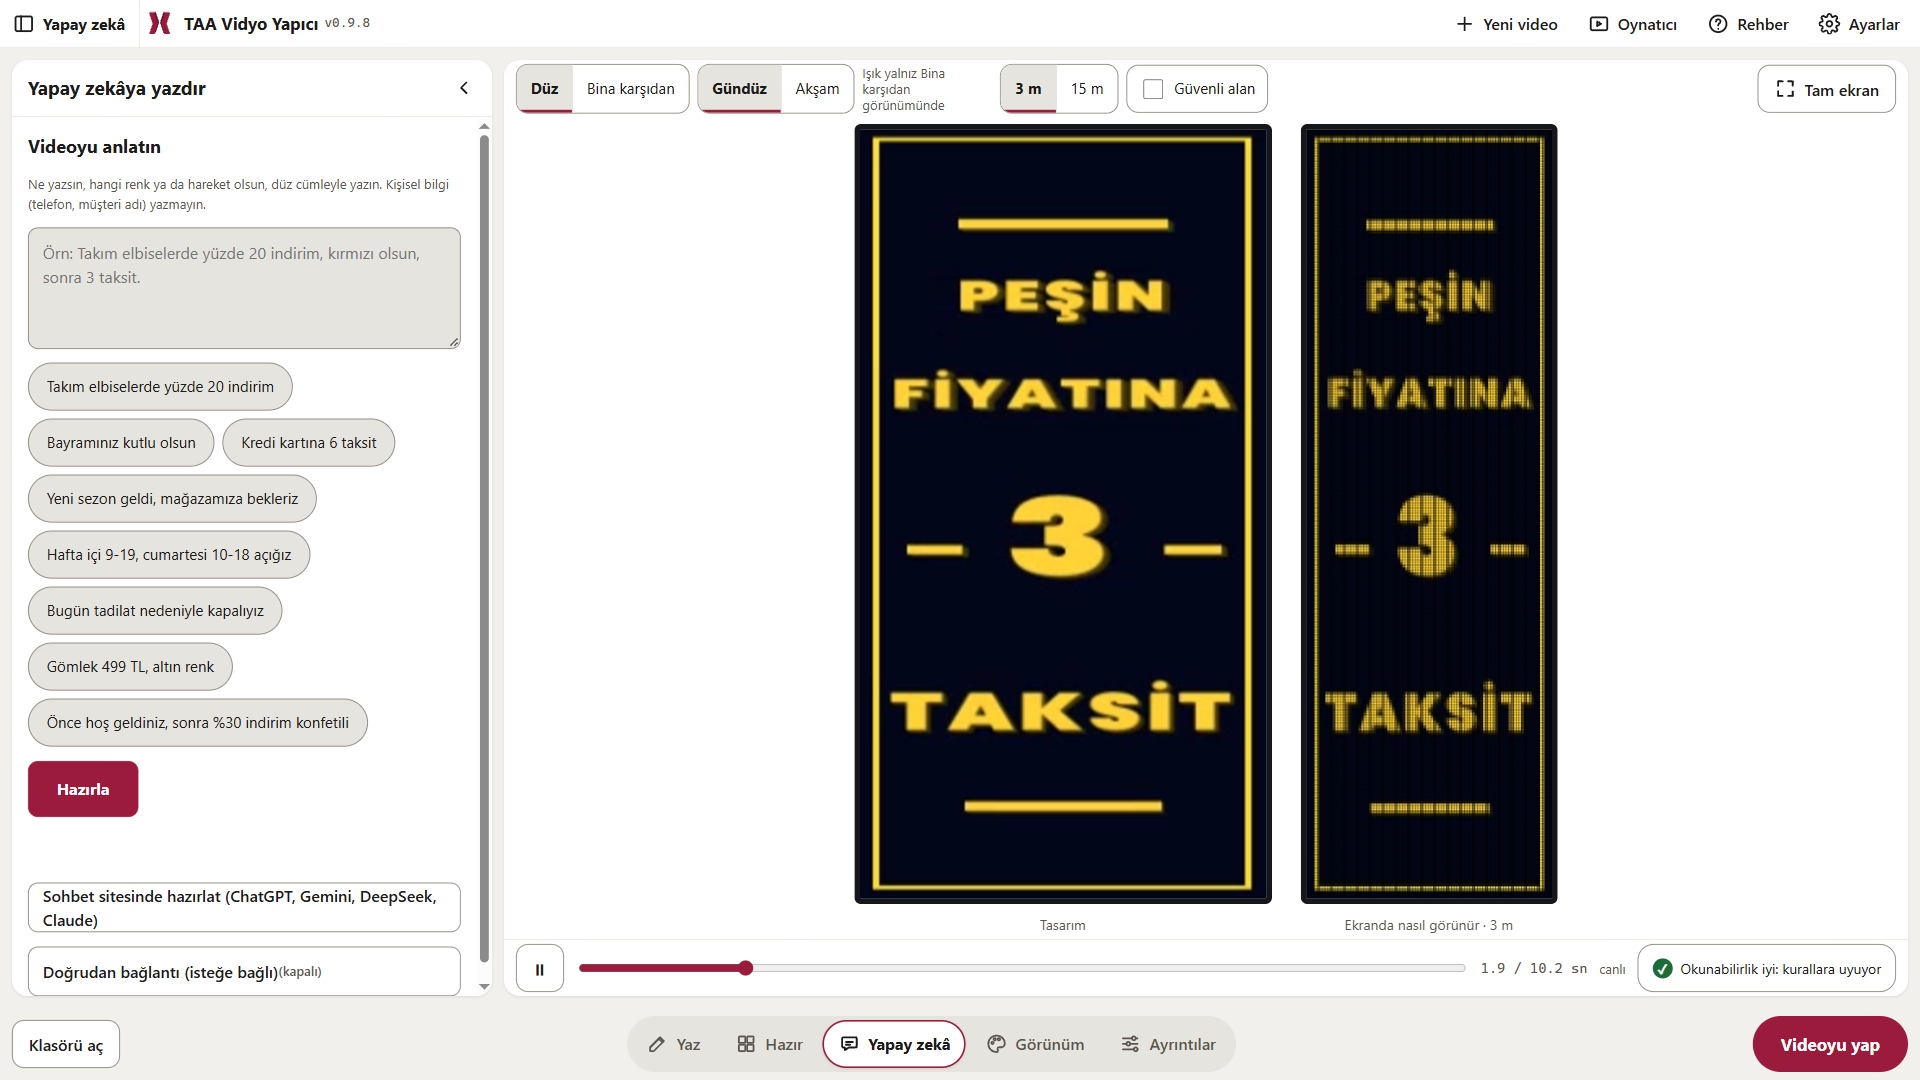 Yapay zekâ
TAA Vidyo Yapıcı v0.9.8
Yeni video
Oynatıcı
Rehber
Ayarlar
Yapay zekâya yazdır
Videoyu anlatın
Ne yazsın, hangi renk ya da hareket olsun, düz cümleyle yazın. Kişisel bilgi
(telefon, müşteri adı) yazmayın.
Örn: Takım elbiselerde yüzde 20 indirim, kırmızı olsun,
sonra 3 taksit.
Takım elbiselerde yüzde 20 indirim
Bayramınız kutlu olsun
Kredi kartına 6 taksit
Yeni sezon geldi, mağazamıza bekleriz
Hafta içi 9-19, cumartesi 10-18 açığız
Bugün tadilat nedeniyle kapalıyız
Gömlek 499 TL, altın renk
Önce hoş geldiniz, sonra %30 indirim konfetili
Hazırla
Sohbet sitesinde hazırlat (ChatGPT, Gemini, DeepSeek,
Claude)
Doğrudan bağlantı (isteğe bağlı)(kapalı)
Düz
Bina karşıdan
Gündüz
Akşam
Işık yalnız Bina
karşıdan
görünümünde
3 m
15 m
Güvenli alan
Tam ekran
PEŞİN
FİYATINA
3
TAKSİT
Tasarım
PEŞİN
FİYATINA
3
TAKSİT
Ekranda nasıl görünür · 3 m
1.9 / 10.2 sn
canlı
Okunabilirlik iyi: kurallara uyuyor
Klasörü aç
Yaz
Hazır
Yapay zekâ
Görünüm
Ayrıntılar
Videoyu yap